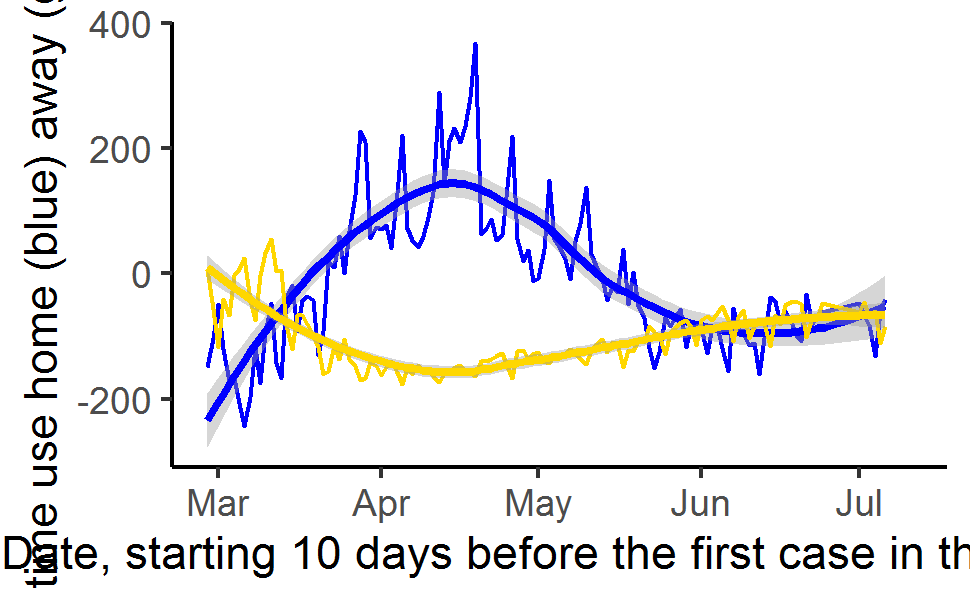 time use home (blue) away (
400
200
0
-200
Mar Apr May Jun Jul
Date, starting 10 days before the first case in th